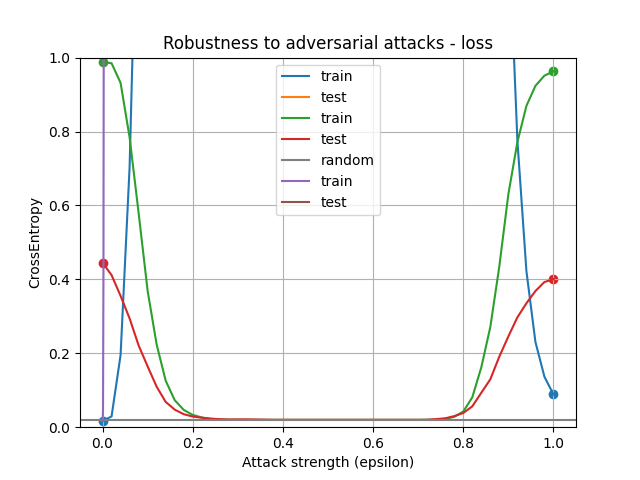 Robustness to adversarial attacks - loss
CrossEntropy
1.0
0.8
0.6
0.4
0.2
0.0
train
test
train
test
random
train
test
0.0 0.2 0.4 0.6 0.8 1.0
Attack strength (epsilon)